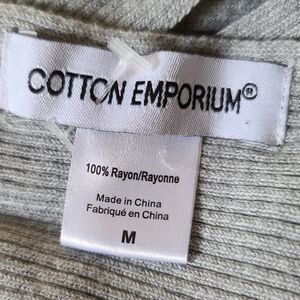 COTTON EMPORIUM®
100% Rayon/Rayonne
Made in China
Fabriqué en China
M